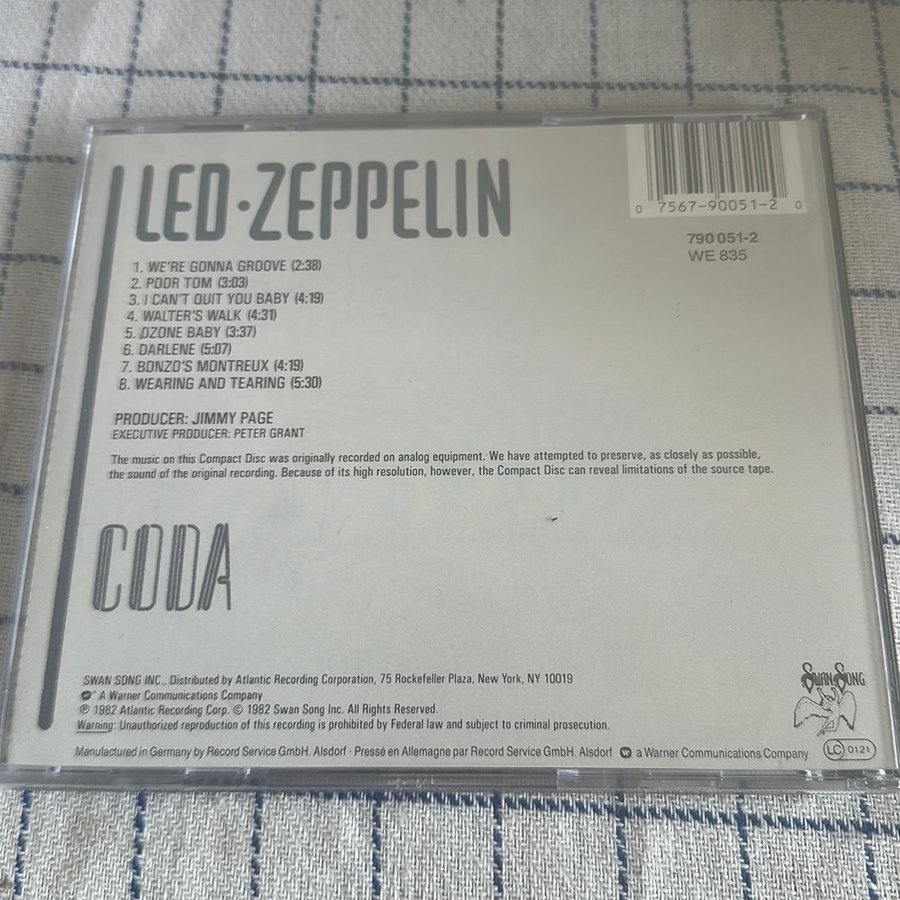 LED·ZEPPELIN
0 7567-90051-2 0
790 051-2
WE 835
1. WE'RE GONNA GROOVE (2:38)
2. POOR TOM (3:03)
3. I CAN'T QUIT YOU BABY (4:19)
4. WALTER'S WALK (4:31)
5. OZONE BABY (3:37)
6. DARLENE (5:07)
7. BONZO'S MONTREUX (4:19)
8. WEARING AND TEARING (5:30)
PRODUCER: JIMMY PAGE
EXECUTIVE PRODUCER: PETER GRANT
The music on this Compact Disc was originally recorded on analog equipment. We have attempted to preserve, as closely as possible,
the sound of the original recording. Because of its high resolution, however, the Compact Disc can reveal limitations of the source tape.
CODA
SWAN SONG INC., Distributed by Atlantic Recording Corporation, 75 Rockefeller Plaza, New York, NY 10019
A Warner Communications Company
℗ 1982 Atlantic Recording Corp. © 1982 Swan Song Inc. All Rights Reserved.
Warning: Unauthorized reproduction of this recording is prohibited by Federal law and subject to criminal prosecution.
SWAN SONG
Manufactured in Germany by Record Service GmbH. Alsdorf · Pressé en Allemagne par Record Service GmbH. Alsdorf a Warner Communications Company
LC 0121